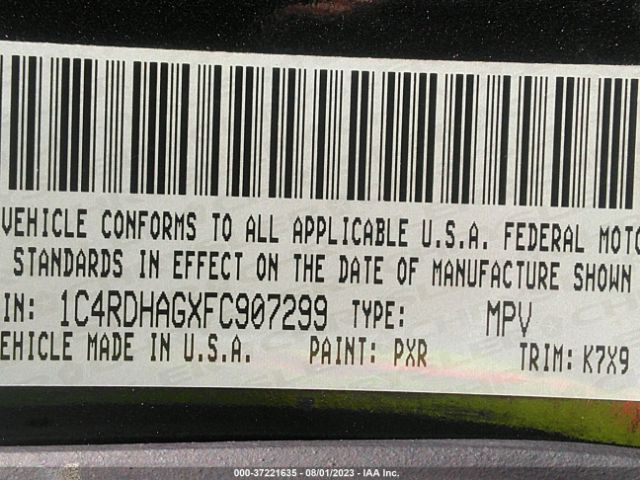 VEHICLE CONFORMS TO ALL APPLICABLE U.S.A. FEDERAL MOTO
STANDARDS IN EFFECT ON THE DATE OF MANUFACTURE SHOWN
IN: 1C4RDHAGXFC907299 TYPE: MPV
EHICLE MADE IN U.S.A. PAINT: PXR TRIM: K7X9
000-37221635 - 08/01/2023 - IAA Inc.